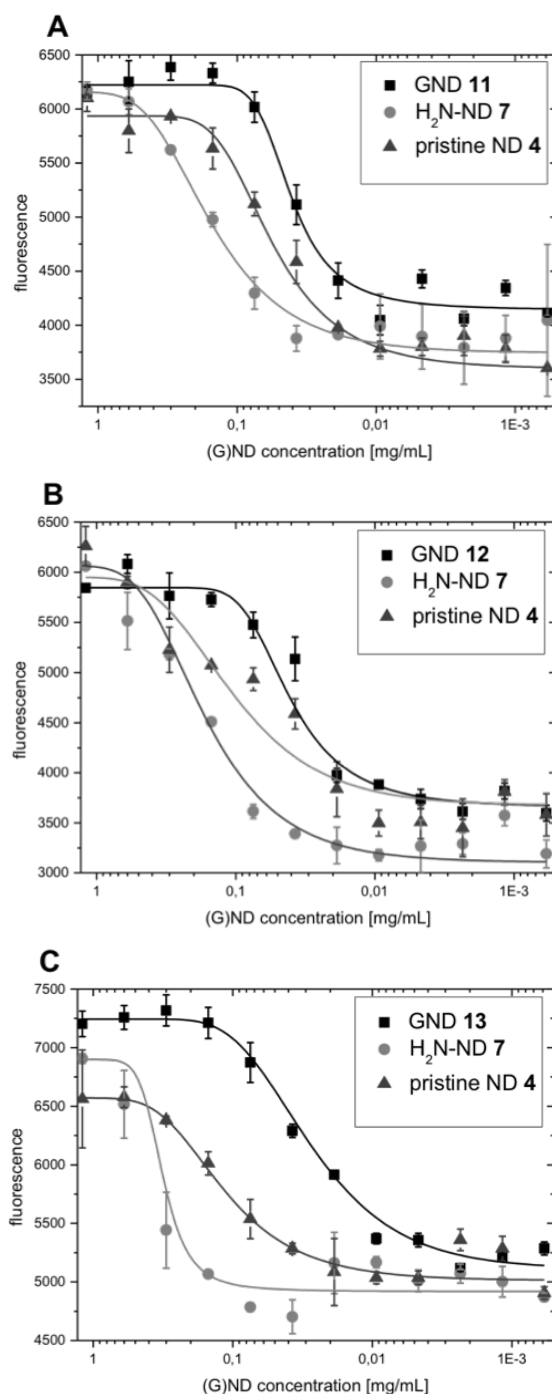 A
6500
6000
5500
5000
4500
4000
3500
fluorescence
GND 11
H₂N-ND 7
pristine ND 4
1
0,1
0,01
1E-3
(G)ND concentration [mg/mL]
B
6500
6000
5500
5000
4500
4000
3500
3000
fluorescence
GND 12
H₂N-ND 7
pristine ND 4
1
0,1
0,01
1E-3
(G)ND concentration [mg/mL]
C
7500
7000
6500
6000
5500
5000
4500
fluorescence
GND 13
H₂N-ND 7
pristine ND 4
1
0,1
0,01
1E-3
(G)ND concentration [mg/mL]